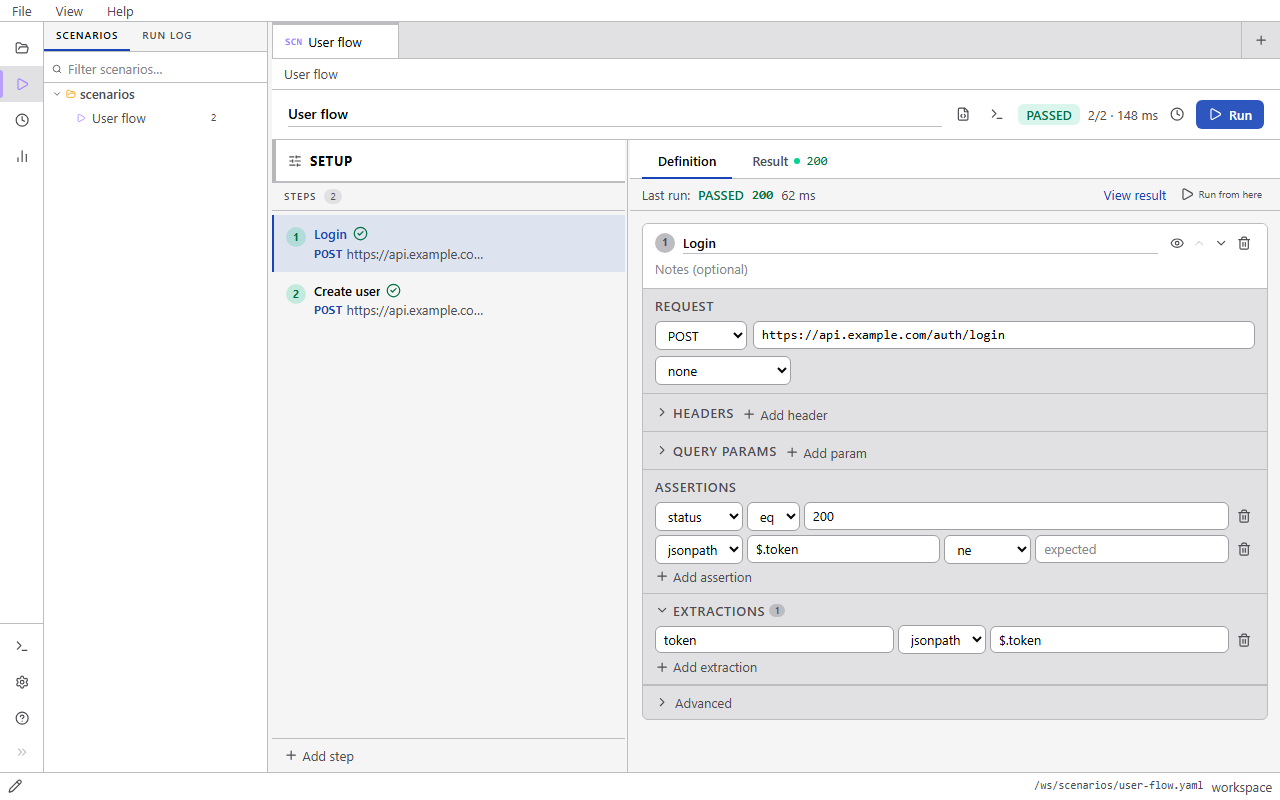 File View Help
SCENARIOS RUN LOG
Filter scenarios...
scenarios
User flow 2
SCN User flow
User flow
User flow
PASSED 2/2 · 148 ms Run
SETUP
STEPS 2
1 Login
POST https://api.example.co...
2 Create user
POST https://api.example.co...
Add step
Definition Result 200
Last run: PASSED 200 62 ms View result Run from here
1 Login
Notes (optional)
REQUEST
POST https://api.example.com/auth/login
none
HEADERS Add header
QUERY PARAMS Add param
ASSERTIONS
status eq 200
jsonpath $.token ne expected
Add assertion
EXTRACTIONS 1
token jsonpath $.token
Add extraction
Advanced
/ws/scenarios/user-flow.yaml workspace